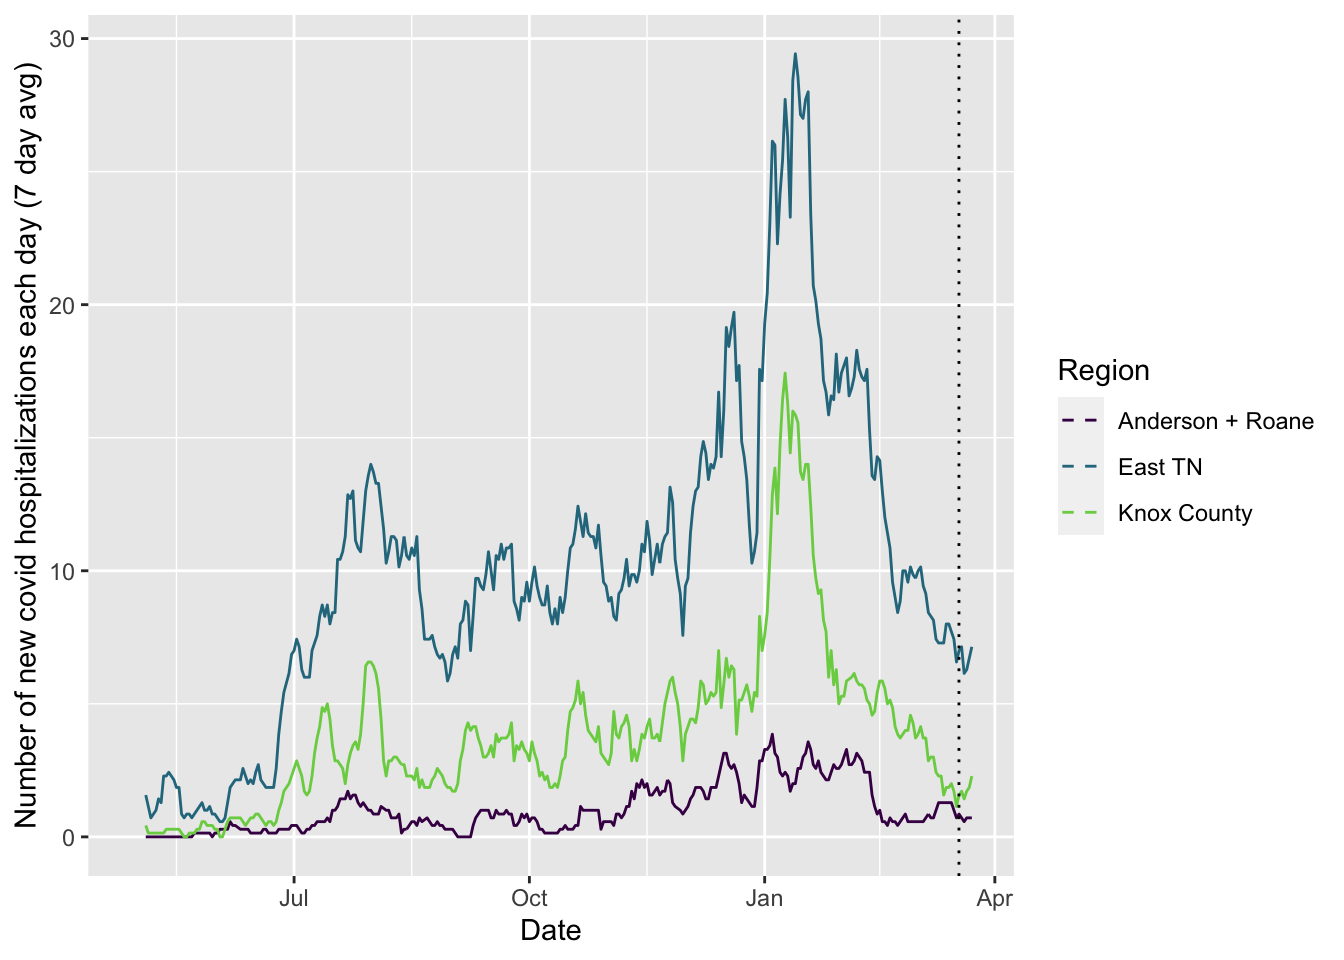 Number of new covid hospitalizations each day (7 day avg)
30
20
10
0
Jul
Oct
Jan
Apr
Date
Region
Anderson + Roane
East TN
Knox County